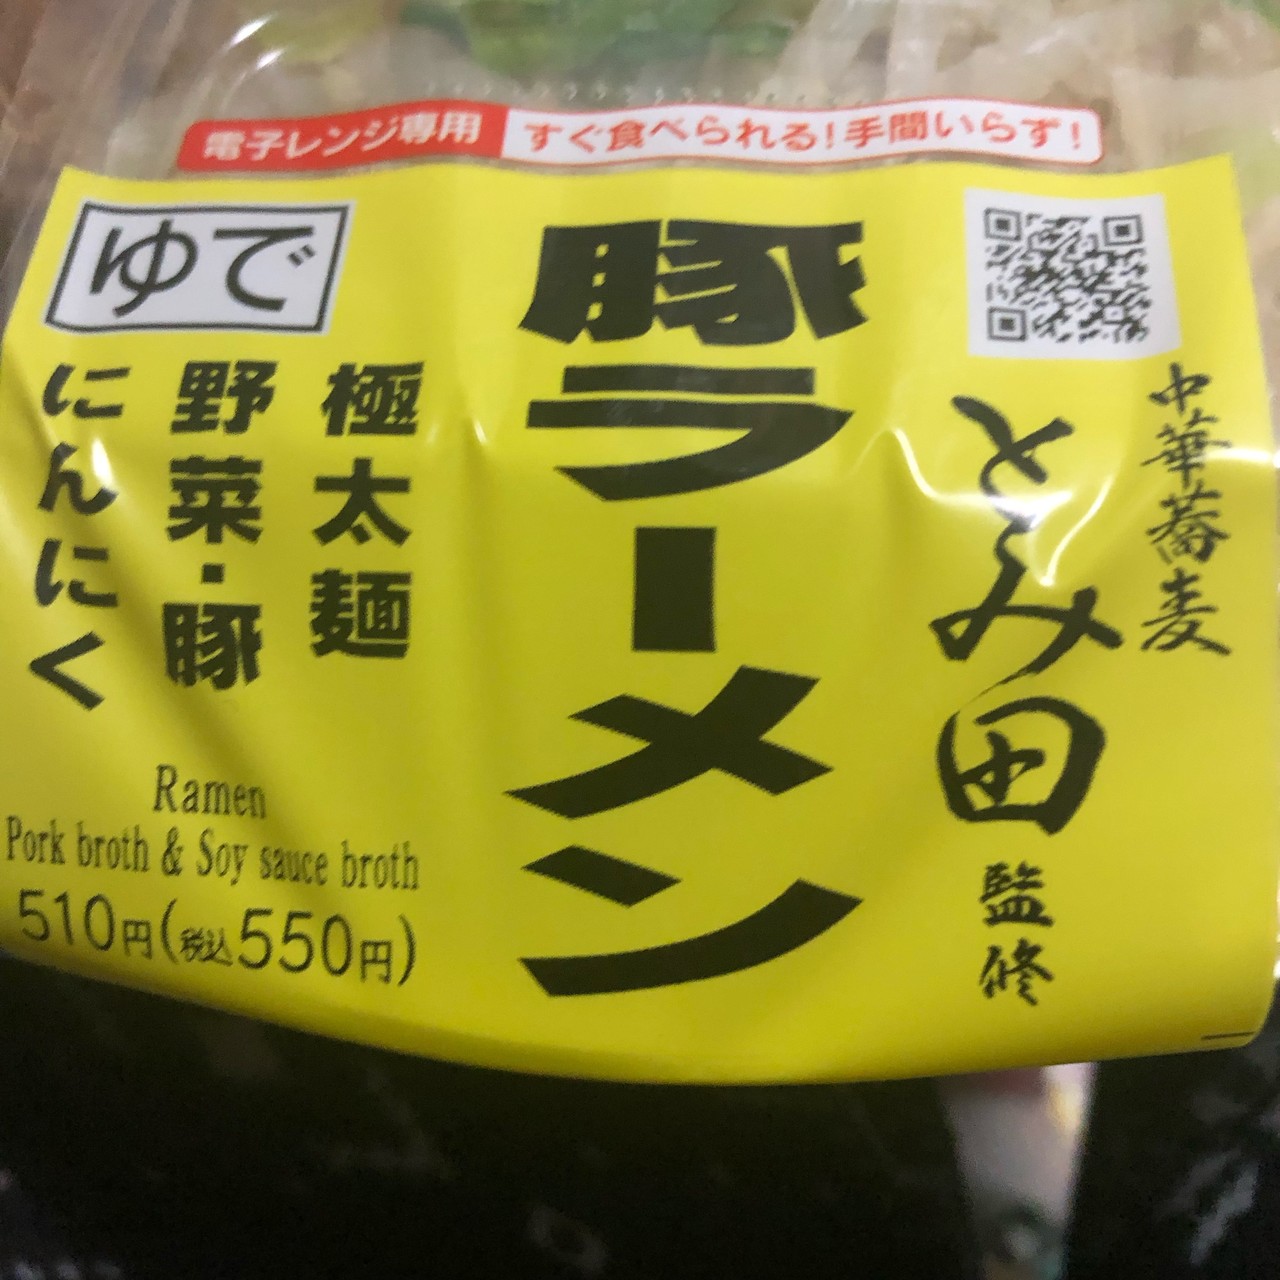 電子レンジ専用 すぐ食べられる！手間いらず！
中華蕎麦
とみ田
監修
豚ラーメン
ゆで
極太麺
野菜・豚
にんにく
Ramen
Pork broth & Soy sauce broth
510円(税込550円)